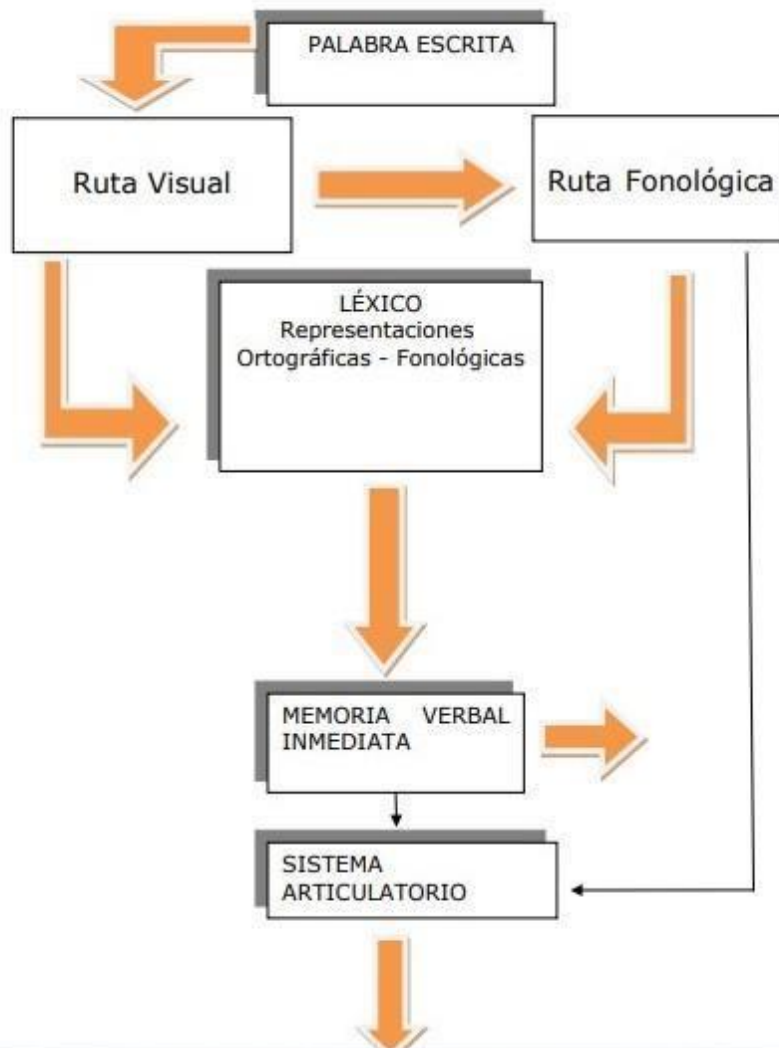 PALABRA ESCRITA
Ruta Visual
Ruta Fonológica
LÉXICO
Representaciones
Ortográficas - Fonológicas
MEMORIA VERBAL
INMEDIATA
SISTEMA
ARTICULATORIO